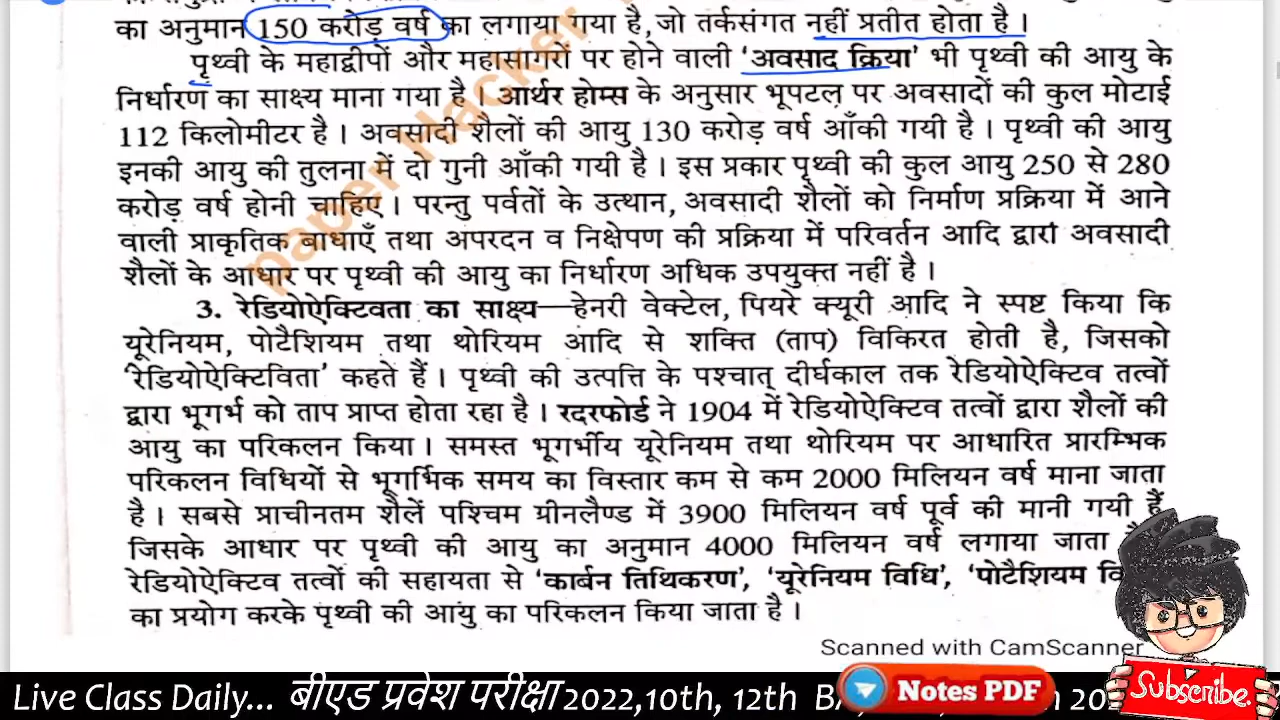 का अनुमान 150 करोड़ वर्ष का लगाया गया है, जो तर्कसंगत नहीं प्रतीत होता है।
पृथ्वी के महाद्वीपों और महासागरों पर होने वाली 'अवसाद क्रिया' भी पृथ्वी की आयु के
निर्धारण का साक्ष्य माना गया है। आर्थर होम्स के अनुसार भूपटल पर अवसादों की कुल मोटाई
112 किलोमीटर है। अवसादी शैलों की आयु 130 करोड़ वर्ष आँकी गयी है। पृथ्वी की आयु
इनकी आयु की तुलना में दो गुनी आँकी गयी है। इस प्रकार पृथ्वी की कुल आयु 250 से 280
करोड़ वर्ष होनी चाहिए। परन्तु पर्वतों के उत्थान, अवसादी शैलों को निर्माण प्रक्रिया में आने
वाली प्राकृतिक बाधाएँ तथा अपरदन व निक्षेपण की प्रक्रिया में परिवर्तन आदि द्वारा अवसादी
शैलों के आधार पर पृथ्वी की आयु का निर्धारण अधिक उपयुक्त नहीं है।
3. रेडियोऐक्टिवता का साक्ष्य—हेनरी वेक्टेल, पियरे क्यूरी आदि ने स्पष्ट किया कि
यूरेनियम, पोटैशियम तथा थोरियम आदि से शक्ति (ताप) विकिरत होती है, जिसको
'रेडियोऐक्टिविता' कहते हैं। पृथ्वी की उत्पत्ति के पश्चात् दीर्घकाल तक रेडियोऐक्टिव तत्वों
द्वारा भूगर्भ को ताप प्राप्त होता रहा है। रदरफोर्ड ने 1904 में रेडियोऐक्टिव तत्वों द्वारा शैलों की
आयु का परिकलन किया। समस्त भूगर्भीय यूरेनियम तथा थोरियम पर आधारित प्रारम्भिक
परिकलन विधियों से भूगर्भिक समय का विस्तार कम से कम 2000 मिलियन वर्ष माना जाता
है। सबसे प्राचीनतम शैलें पश्चिम ग्रीनलैण्ड में 3900 मिलियन वर्ष पूर्व की मानी गयी हैं
जिसके आधार पर पृथ्वी की आयु का अनुमान 4000 मिलियन वर्ष लगाया जाता
रेडियोऐक्टिव तत्वों की सहायता से 'कार्बन तिथिकरण', 'यूरेनियम विधि', 'पोटैशियम
का प्रयोग करके पृथ्वी की आयु का परिकलन किया जाता है।
paper Hacker
Scanned with CamScanner
Live Class Daily... बीएड प्रवेश परीक्षा 2022,10th, 12th
Notes PDF
Subscribe.